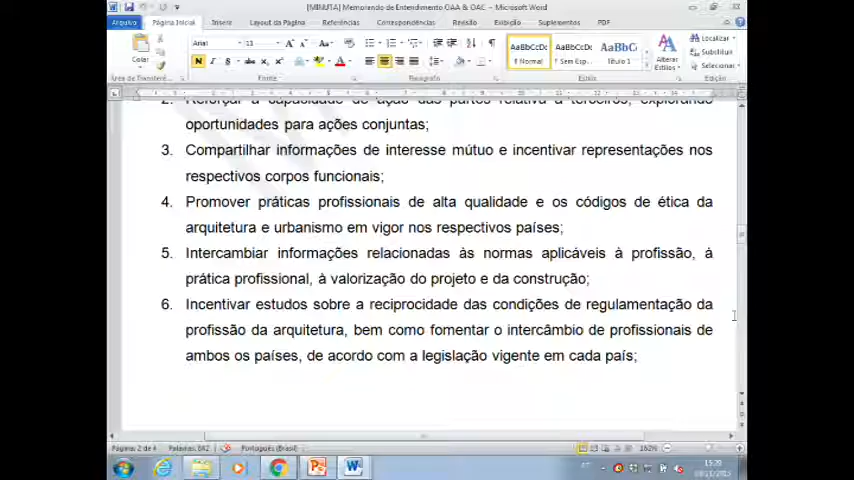 [MINUTA] Memorando de Entendimento OAA & OAC - Microsoft Word
Arquivo Página Inicial Inserir Layout da Página Referências Correspondências Revisão Exibição Suplementos PDF
Arial 11
Colar
N I S abc
AaBbCcDc AaBbCcDc AaBbC
¶ Normal ¶ Sem Esp... Título 1
Alterar
Estilos
Localizar
Substituir
Selecionar
Área de Transferê... Fonte Parágrafo Estilo Edição
2. Reforçar a capacidade de ação das partes relativa a terceiros, explorando
oportunidades para ações conjuntas;
3. Compartilhar informações de interesse mútuo e incentivar representações nos
respectivos corpos funcionais;
4. Promover práticas profissionais de alta qualidade e os códigos de ética da
arquitetura e urbanismo em vigor nos respectivos países;
5. Intercambiar informações relacionadas às normas aplicáveis à profissão, à
prática profissional, à valorização do projeto e da construção;
6. Incentivar estudos sobre a reciprocidade das condições de regulamentação da
profissão da arquitetura, bem como fomentar o intercâmbio de profissionais de
ambos os países, de acordo com a legislação vigente em cada país;
Página: 2 de 4 Palavras: 842 Português (Brasil) 162%
PT 15:20